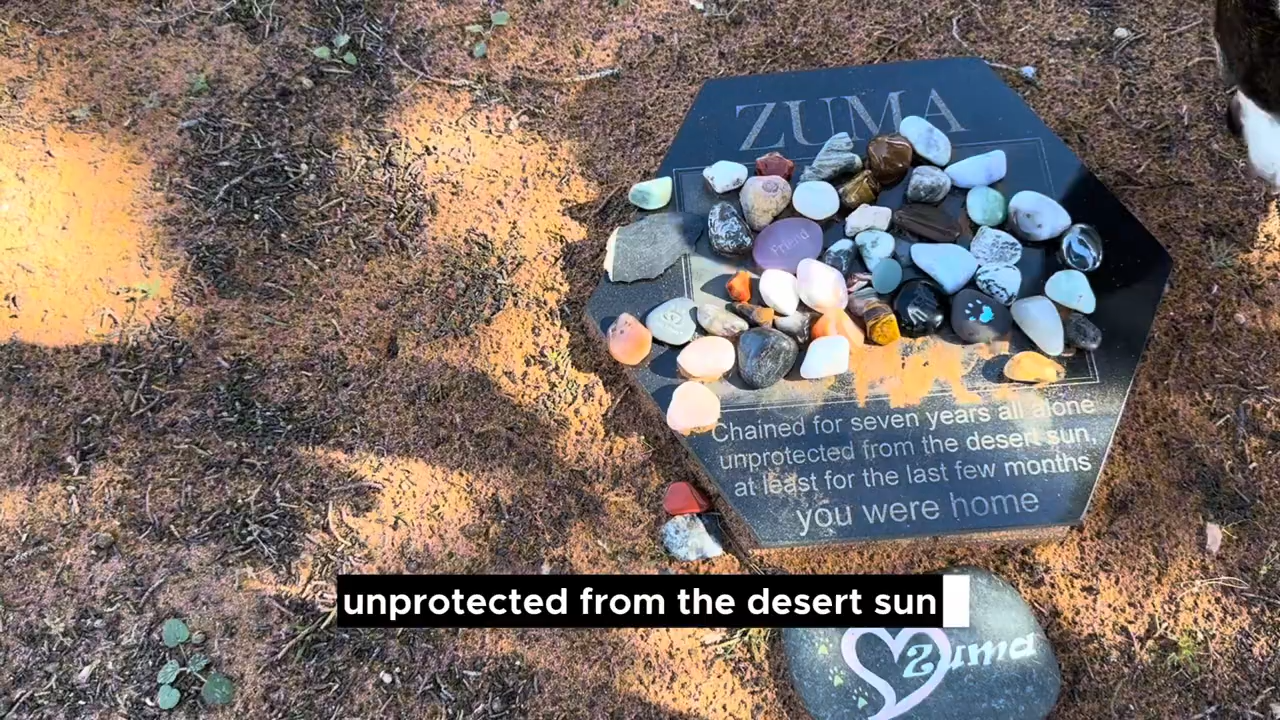 ZUMA
Friend
Chained for seven years all alone
unprotected from the desert sun,
at least for the last few months
you were home
unprotected from the desert sun
Zuma